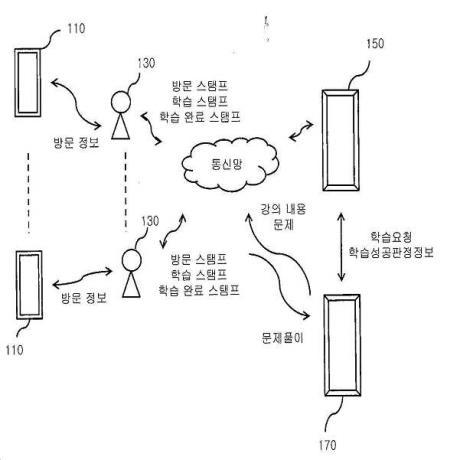 110
130
150
방문 스탬프
학습 스탬프
학습 완료 스탬프
방문 정보
통신망
강의 내용
문제
130
학습요청
학습성공판정정보
방문 스탬프
학습 스탬프
학습 완료 스탬프
방문 정보
문제풀이
110
170